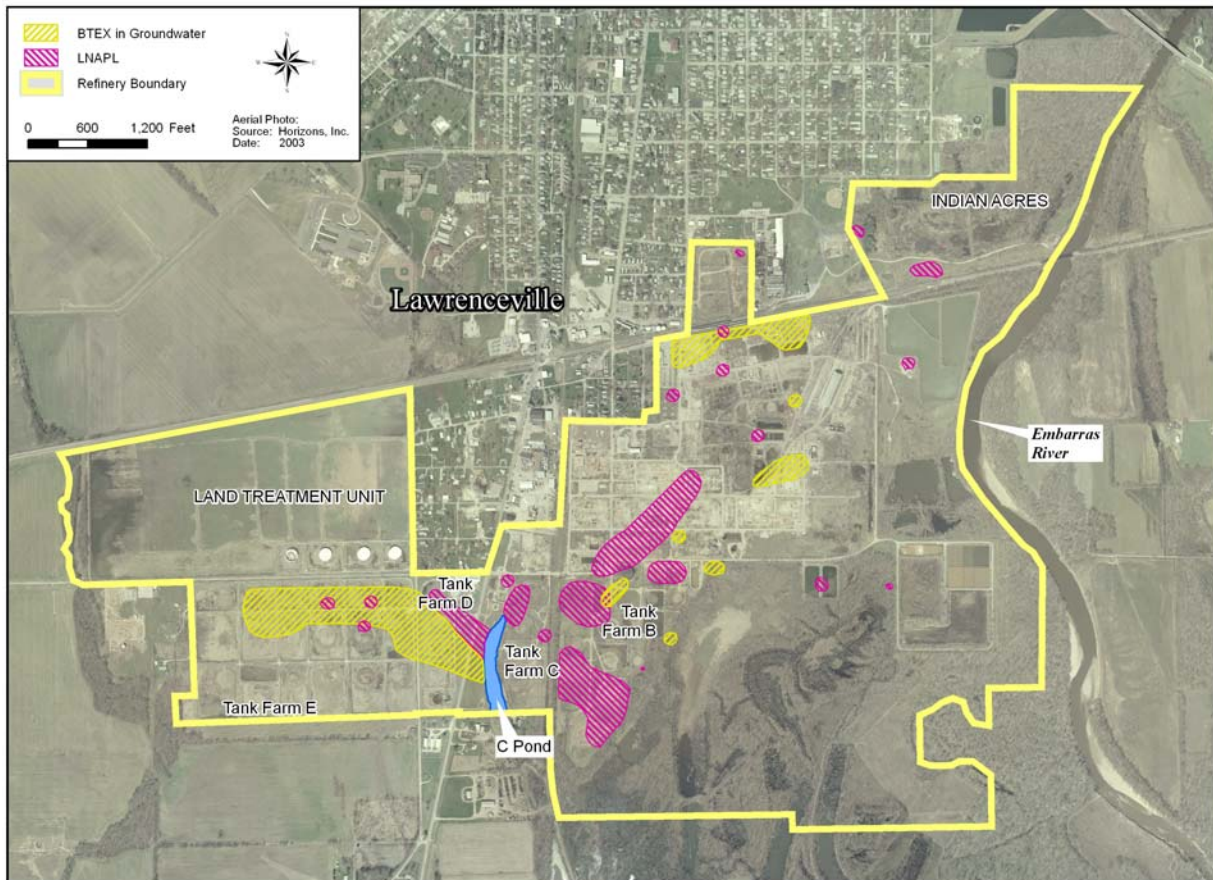 BTEX in Groundwater
LNAPL
Refinery Boundary
0 600 1,200 Feet
Aerial Photo:
Source: Horizons, Inc.
Date: 2003
INDIAN ACRES
Lawrenceville
Embarras
River
LAND TREATMENT UNIT
Tank
Farm D
Tank
Farm B
Tank
Farm C
Tank Farm E
C Pond